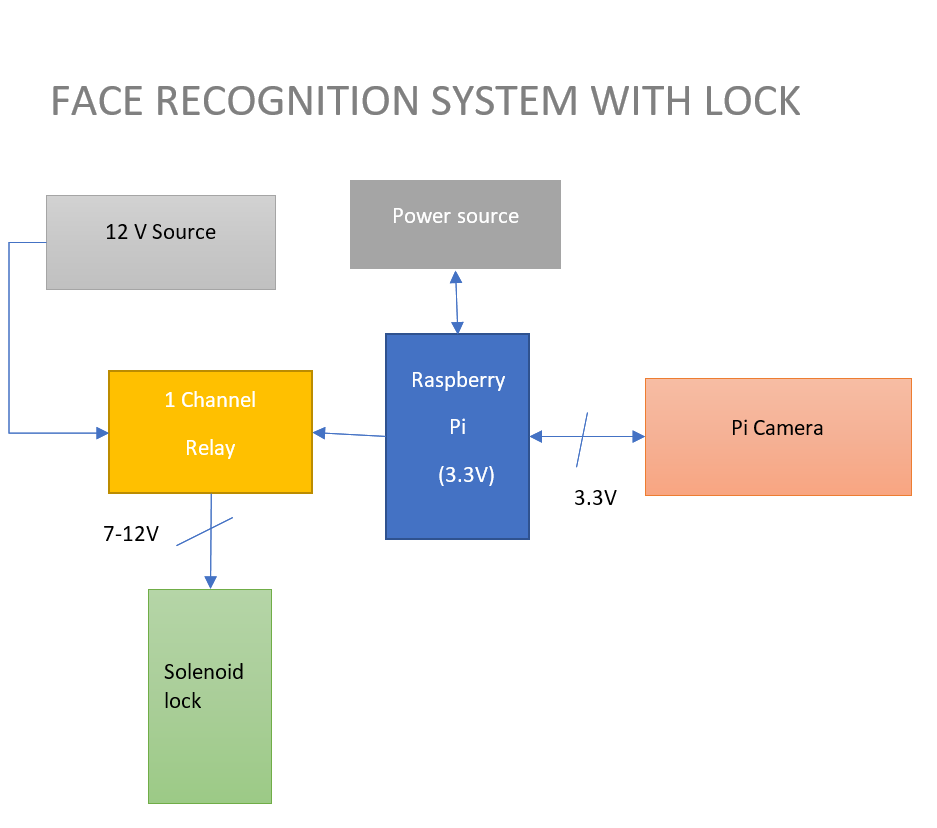 FACE RECOGNITION SYSTEM WITH LOCK
12 V Source
Power source
1 Channel
Relay
Raspberry
Pi
(3.3V)
Pi Camera
3.3V
7-12V
Solenoid
lock